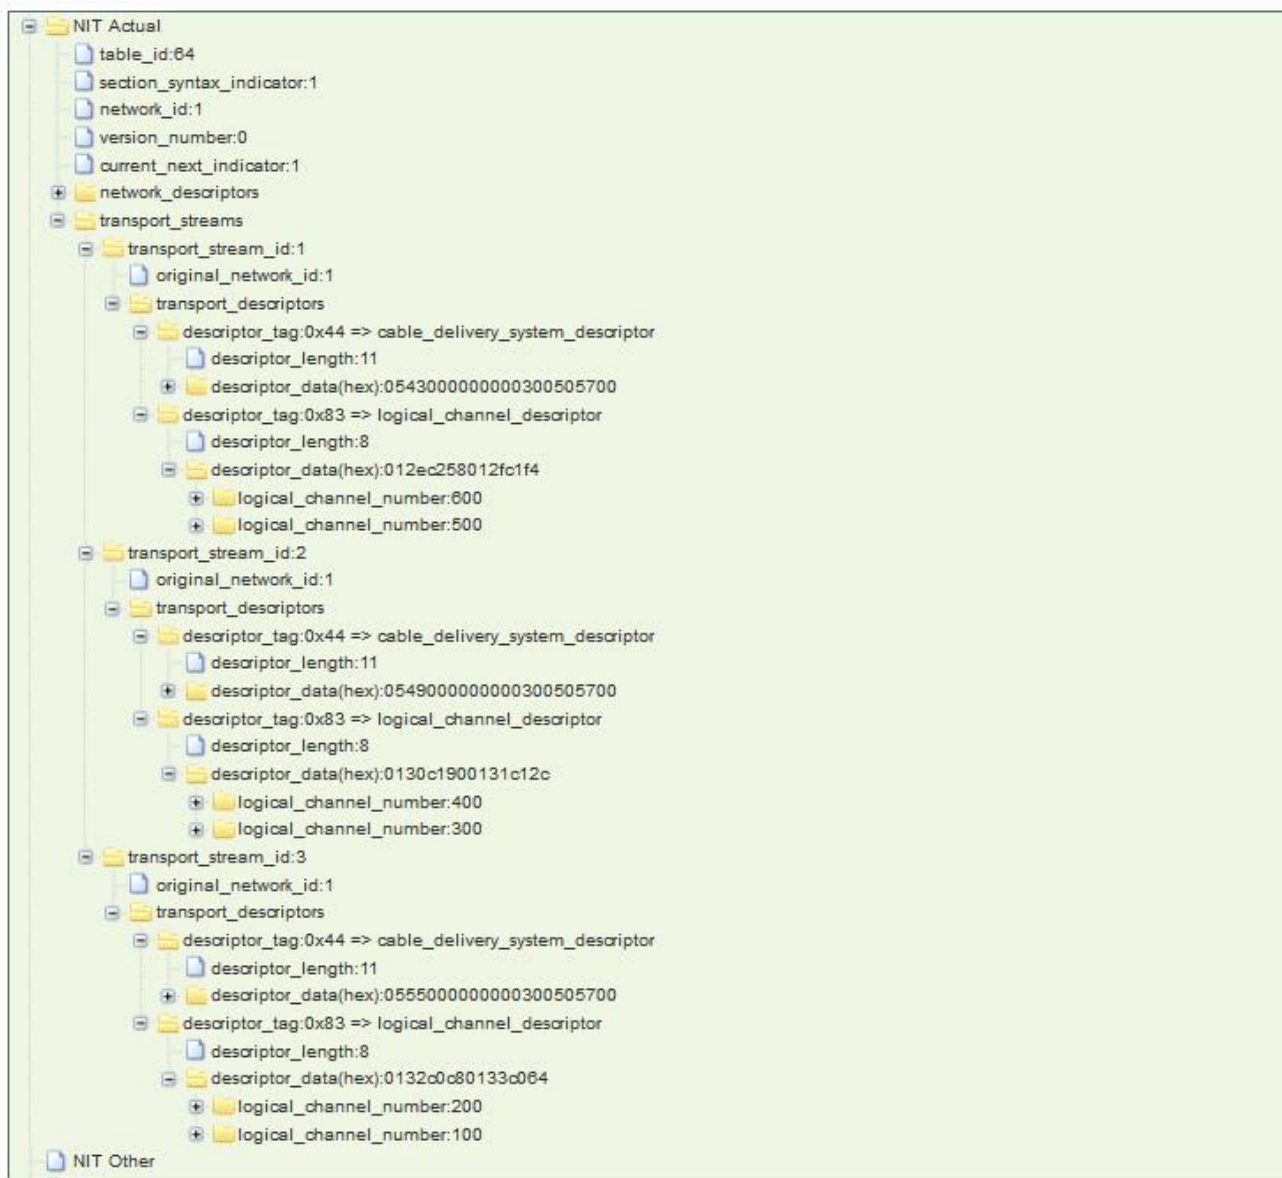 NIT Actual
table_id:64
section_syntax_indicator:1
network_id:1
version_number:0
current_next_indicator:1
network_descriptors
transport_streams
transport_stream_id:1
original_network_id:1
transport_descriptors
descriptor_tag:0x44 => cable_delivery_system_descriptor
descriptor_length:11
descriptor_data(hex):0543000000000300505700
descriptor_tag:0x83 => logical_channel_descriptor
descriptor_length:8
descriptor_data(hex):012ec258012fc1f4
logical_channel_number:600
logical_channel_number:500
transport_stream_id:2
original_network_id:1
transport_descriptors
descriptor_tag:0x44 => cable_delivery_system_descriptor
descriptor_length:11
descriptor_data(hex):0549000000000300505700
descriptor_tag:0x83 => logical_channel_descriptor
descriptor_length:8
descriptor_data(hex):0130c1900131c12c
logical_channel_number:400
logical_channel_number:300
transport_stream_id:3
original_network_id:1
transport_descriptors
descriptor_tag:0x44 => cable_delivery_system_descriptor
descriptor_length:11
descriptor_data(hex):0555000000000300505700
descriptor_tag:0x83 => logical_channel_descriptor
descriptor_length:8
descriptor_data(hex):0132c0c80133c064
logical_channel_number:200
logical_channel_number:100
NIT Other